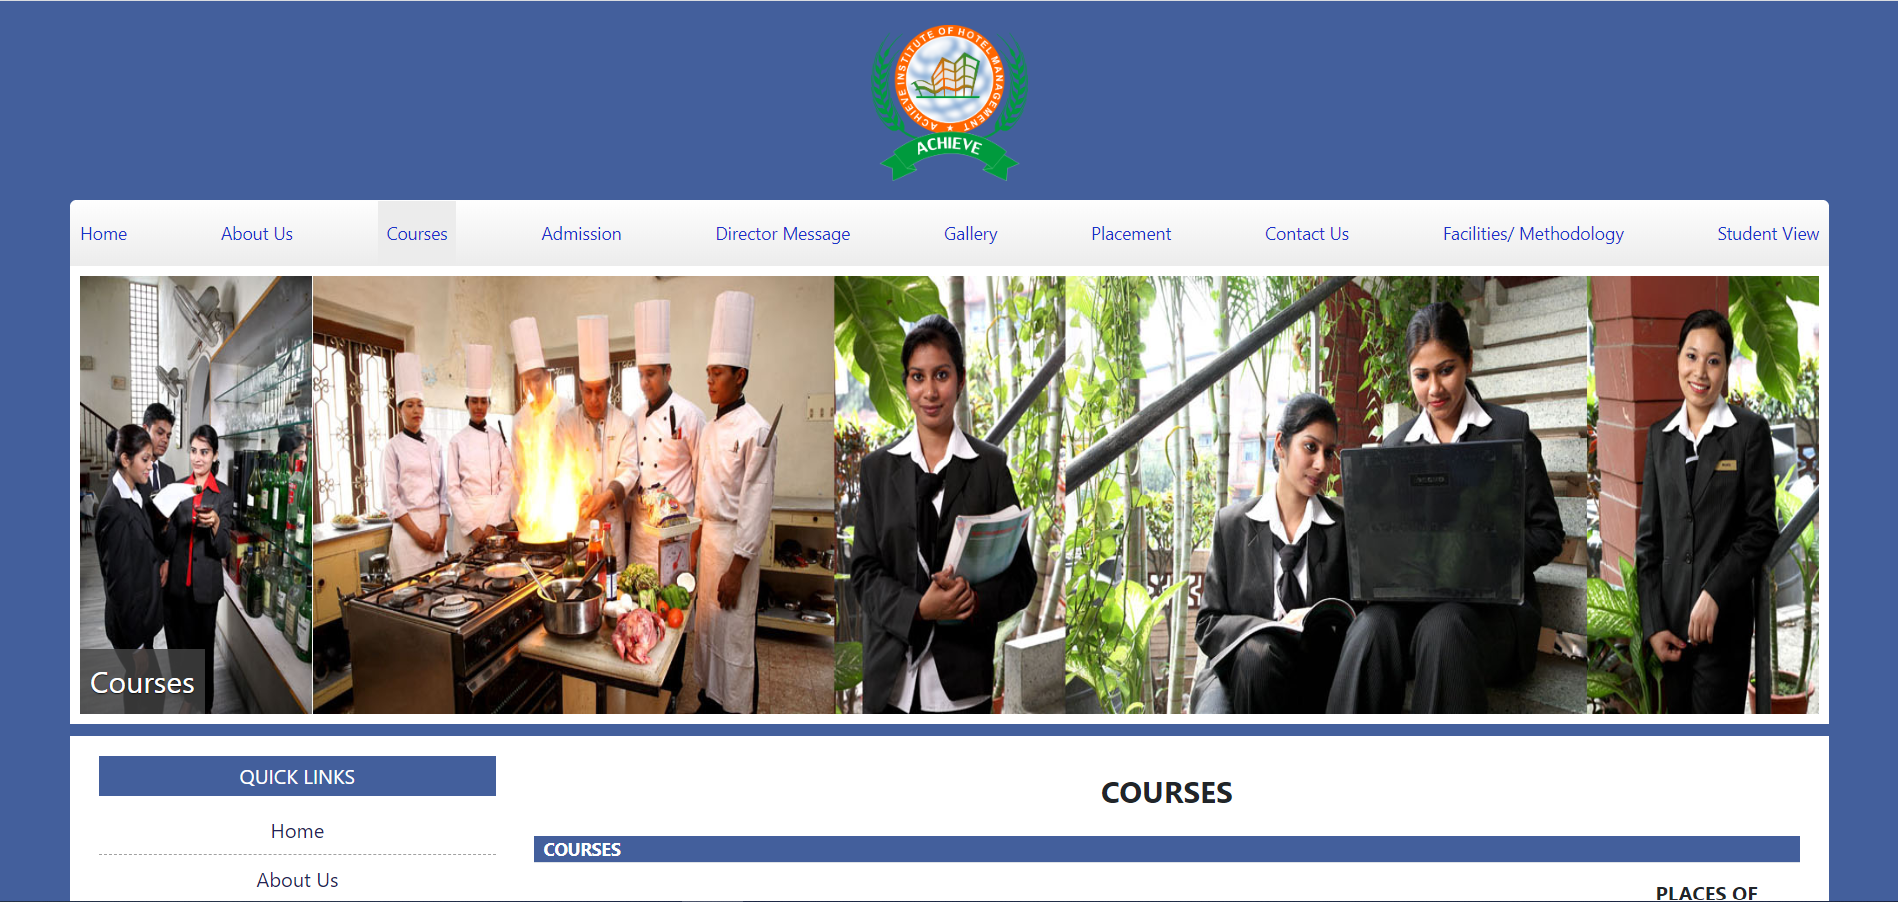 ACHIEVE INSTITUTE OF HOTEL MANAGEMENT
ACHIEVE
Home About Us Courses Admission Director Message Gallery Placement Contact Us Facilities/ Methodology Student View
Courses
QUICK LINKS
Home
About Us
COURSES
COURSES
PLACES OF